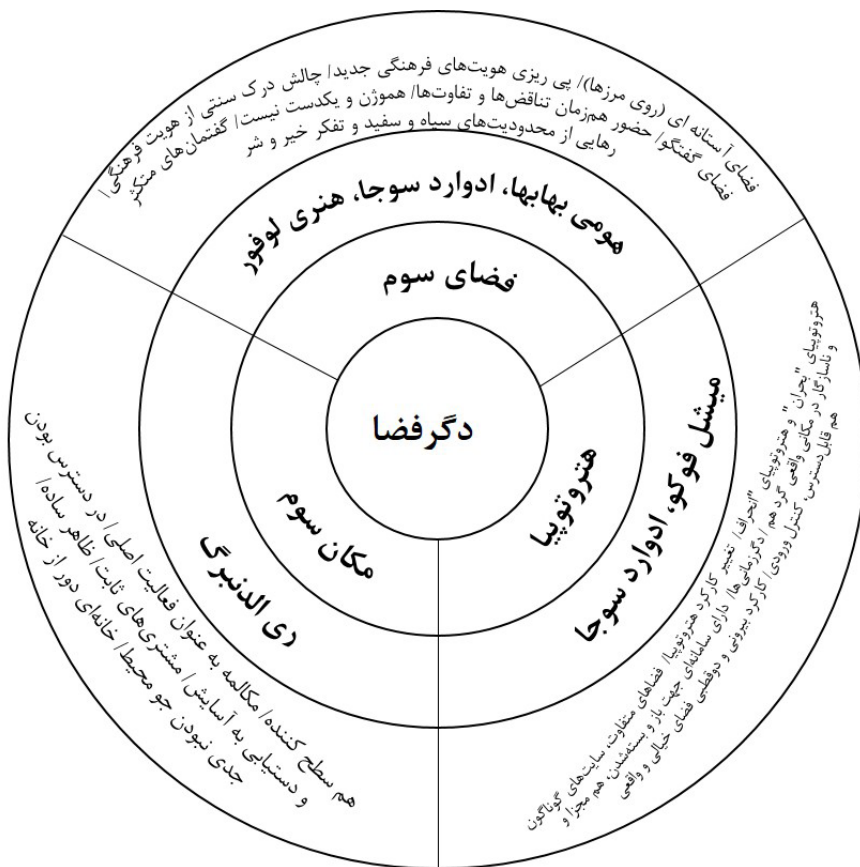 فضای آستانه ای (روی مرزها)/ پی ریزی هویت‌های فرهنگی جدید/ چالش درک سنتی از هویت فرهنگی/
فضای گفتگو/ حضور هم‌زمان تناقض‌ها و تفاوت‌ها/ هموژن و یکدست نیست/ گفتمان‌های متکثر
رهایی از محدودیت‌های سیاه و سفید و تفکر خیر و شر
هومی بهابها، ادوارد سوجا، هنری لوفور
فضای سوم
دگرفضا
هتروتوپیا
میشل فوکو، ادوارد سوجا
هتروتوپیای "بحران" و هتروتوپیای "انحراف/ تغییر کارکرد هتروتوپیا/ فضاهای متفاوت، سایت‌های گوناگون
و ناسازگار در مکانی واقعی گرد هم/ دگرزمانی‌ها/ دارای سامانه‌ای جهت باز و بسته‌شدن، هم مجزا و
هم قابل‌دسترس، کنترل ورودی/ کارکرد بیرونی و دوقطبی فضای خیالی و واقعی
مکان سوم
ری الدنبرگ
هم سطح کننده/ مکالمه به عنوان فعالیت اصلی/ در دسترس بودن
و دستیابی به آسایش/ مشتری‌های ثابت/ ظاهر ساده/
جدی نبودن جو محیط/ خانه‌ای دور از خانه